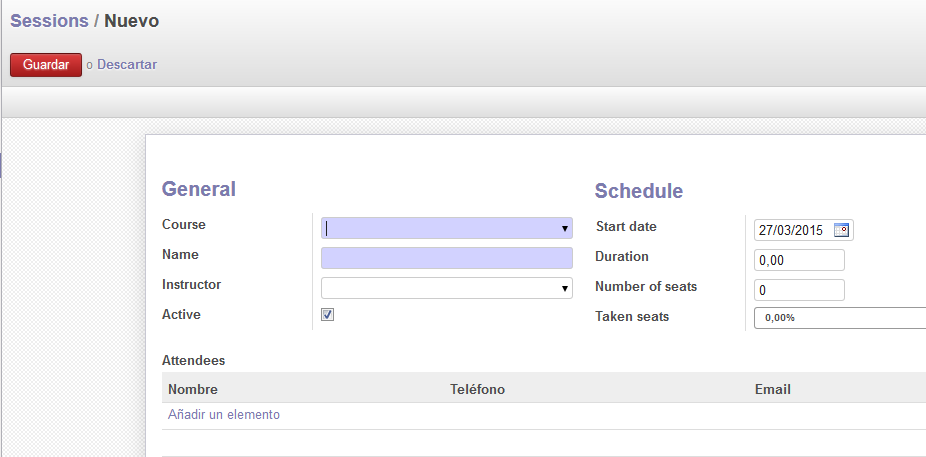 Sessions / Nuevo
Guardar o Descartar
General
Course
Name
Instructor
Active
Schedule
Start date 27/03/2015
Duration 0,00
Number of seats 0
Taken seats 0,00%
Attendees
Nombre Teléfono Email
Añadir un elemento